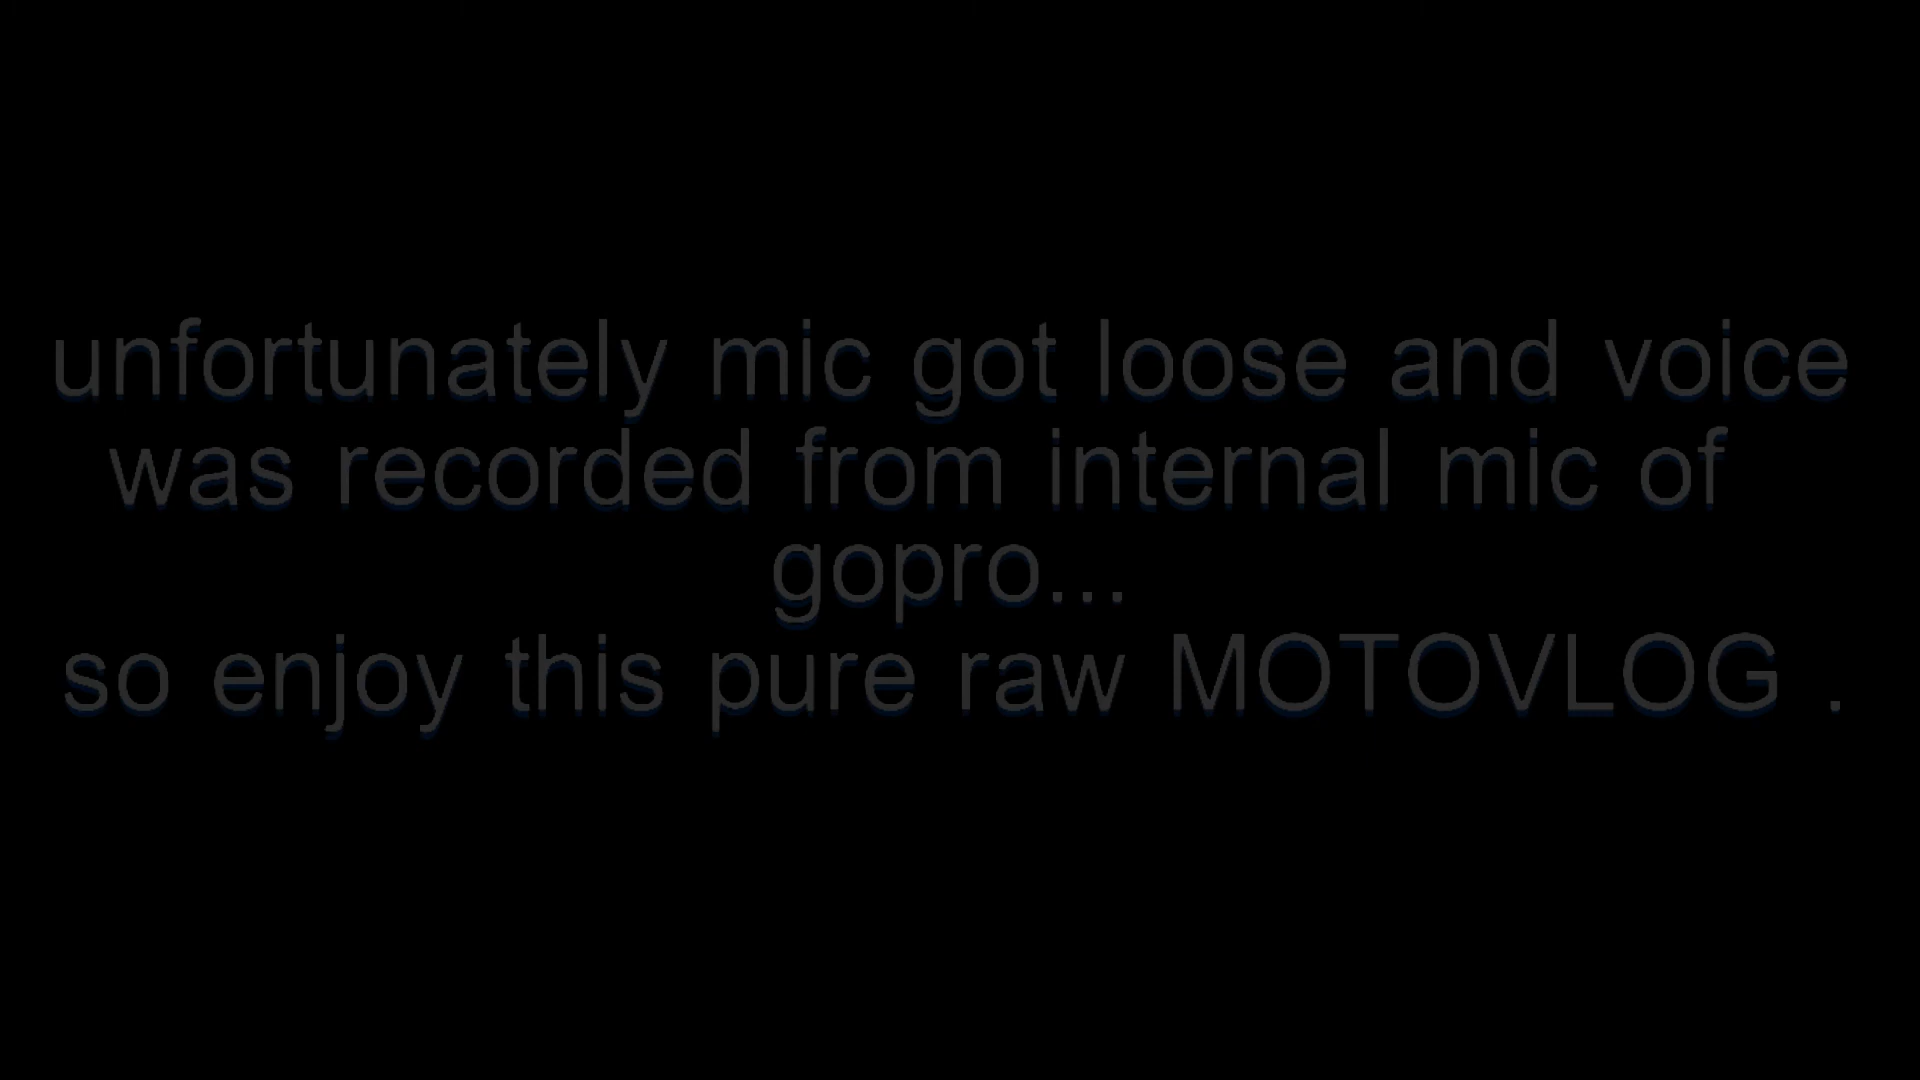 unfortunately mic got loose and voice
was recorded from internal mic of
gopro...
so enjoy this pure raw MOTOVLOG .